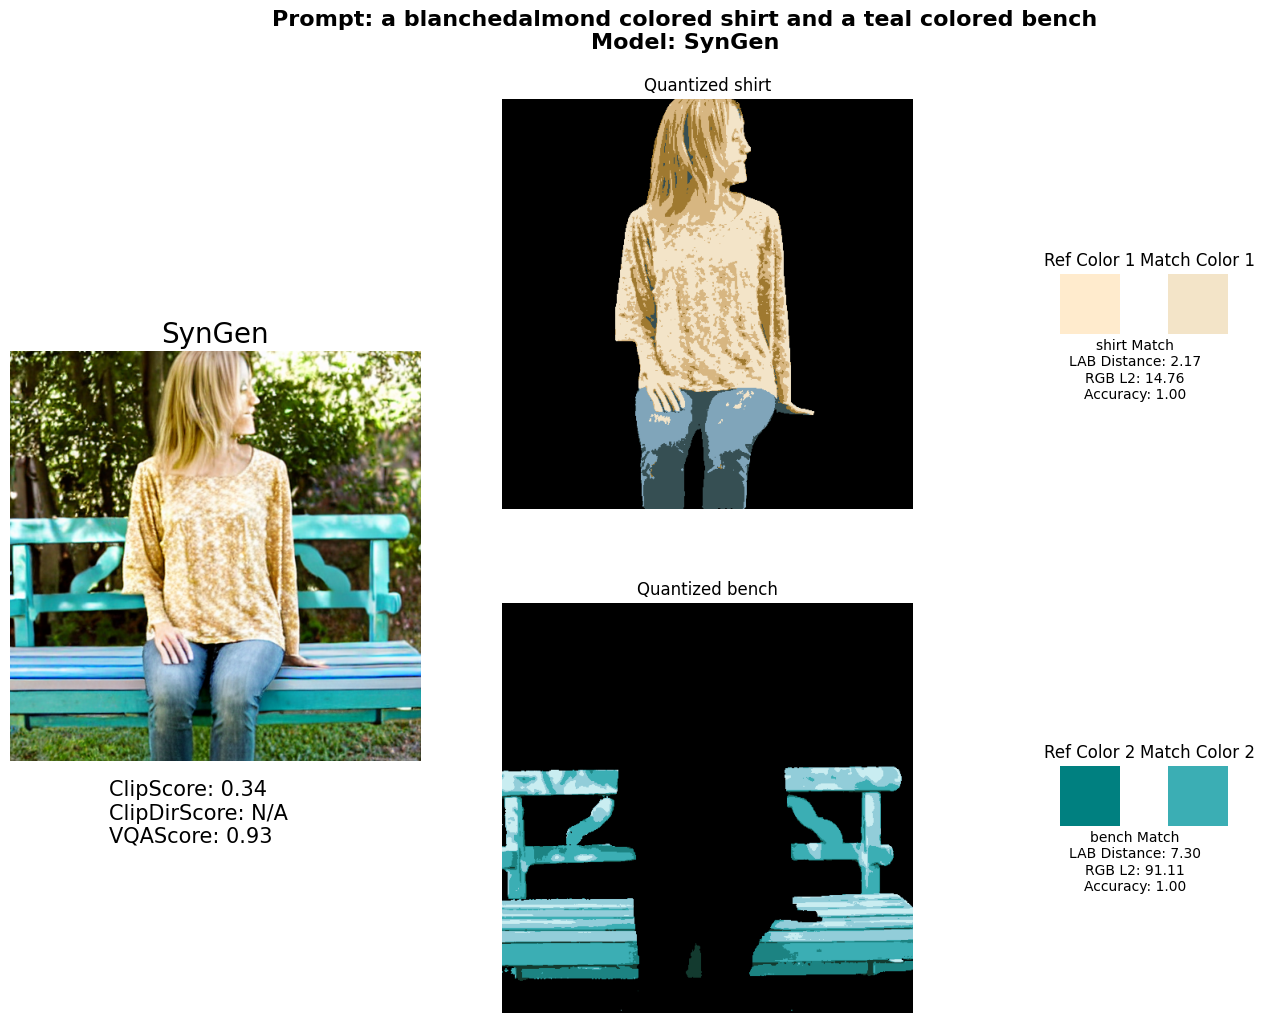 Prompt: a blanchedalmond colored shirt and a teal colored bench
Model: SynGen
Quantized shirt
SynGen
ClipScore: 0.34
ClipDirScore: N/A
VQAScore: 0.93
Ref Color 1 Match Color 1
shirt Match
LAB Distance: 2.17
RGB L2: 14.76
Accuracy: 1.00
Quantized bench
Ref Color 2 Match Color 2
bench Match
LAB Distance: 7.30
RGB L2: 91.11
Accuracy: 1.00